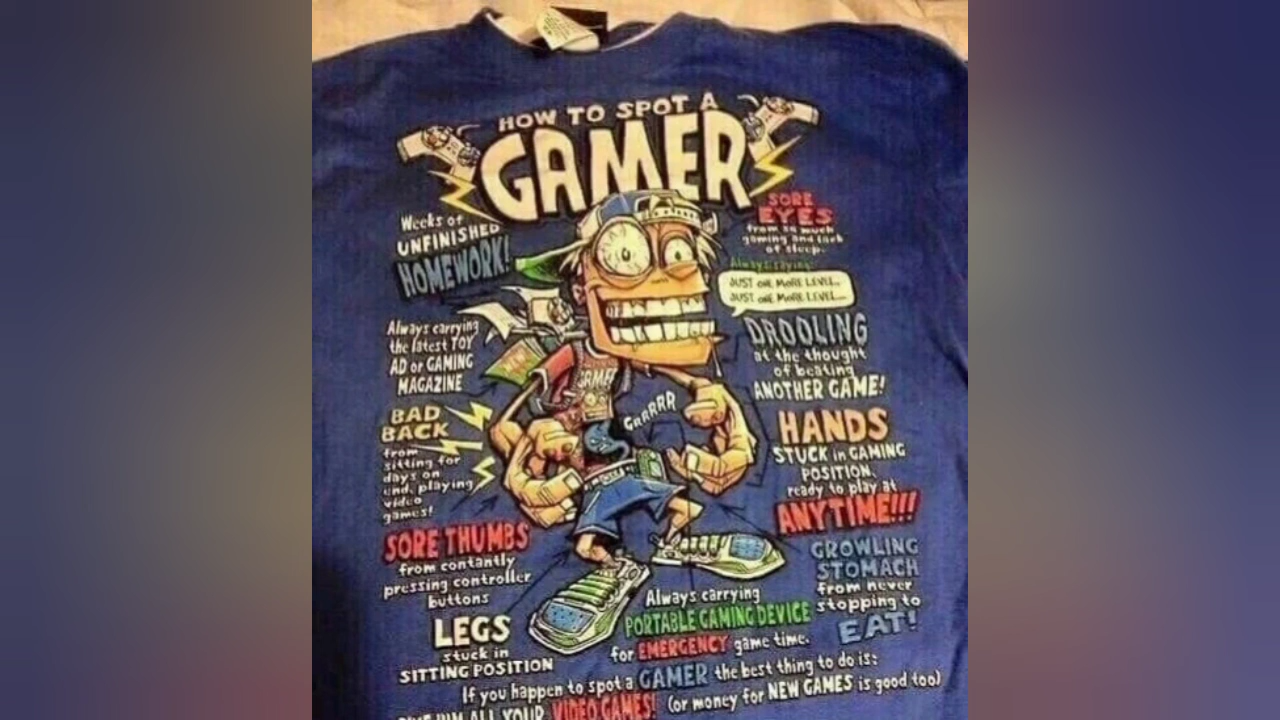 HOW TO SPOT A
GAMER
Weeks of
UNFINISHED
HOMEWORK!
Always carrying
the latest TOY
AD or GAMING
MAGAZINE
BAD
BACK
from
sitting for
days on
end, playing
video
games!
SORE THUMBS
from contantly
pressing controller
buttons
LEGS
stuck in
SITTING POSITION
NEW
GAMER
GRRRRR
SORE
EYES
from so much
gaming and lack
of sleep.
Always saying
JUST ONE MORE LEVEL...
JUST ONE MORE LEVEL...
DROOLING
at the thought
of beating
ANOTHER GAME!
HANDS
STUCK in GAMING
POSITION,
ready to play at
ANYTIME!!!
GROWLING
STOMACH
from never
stopping to
EAT!
Always carrying
PORTABLE GAMING DEVICE
for EMERGENCY game time.
If you happen to spot a GAMER the best thing to do is:
HIM ALL YOUR VIDEO GAMES! (or money for NEW GAMES is good too)